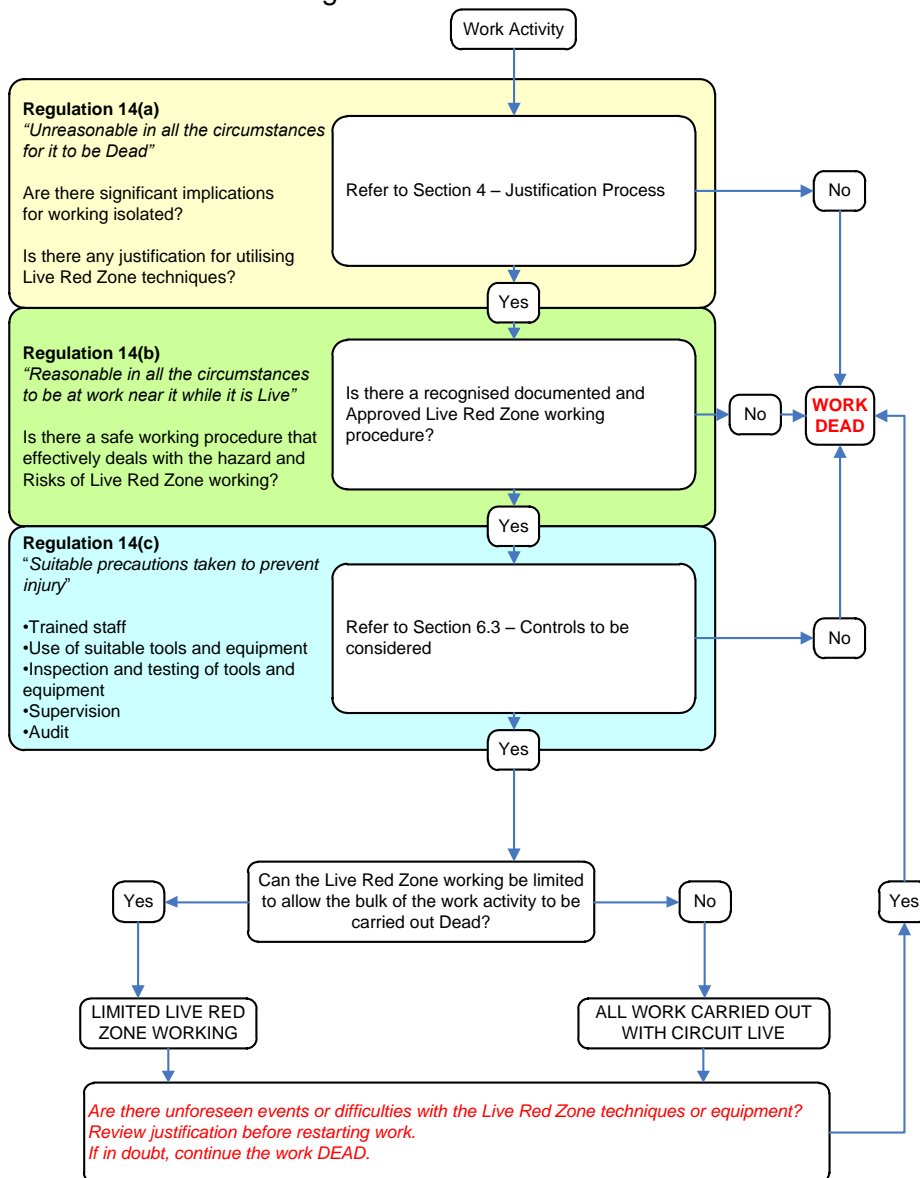 Work Activity
Regulation 14(a)
“Unreasonable in all the circumstances
for it to be Dead”
Are there significant implications
for working isolated?
Is there any justification for utilising
Live Red Zone techniques?
Refer to Section 4 – Justification Process
No
Yes
Regulation 14(b)
“Reasonable in all the circumstances
to be at work near it while it is Live”
Is there a safe working procedure that
effectively deals with the hazard and
Risks of Live Red Zone working?
Is there a recognised documented and
Approved Live Red Zone working
procedure?
No
WORK
DEAD
Yes
Regulation 14(c)
“Suitable precautions taken to prevent
injury”
•Trained staff
•Use of suitable tools and equipment
•Inspection and testing of tools and
equipment
•Supervision
•Audit
Refer to Section 6.3 – Controls to be
considered
No
Yes
Can the Live Red Zone working be limited
to allow the bulk of the work activity to be
carried out Dead?
Yes
No
Yes
LIMITED LIVE RED
ZONE WORKING
ALL WORK CARRIED OUT
WITH CIRCUIT LIVE
Are there unforeseen events or difficulties with the Live Red Zone techniques or equipment?
Review justification before restarting work.
If in doubt, continue the work DEAD.